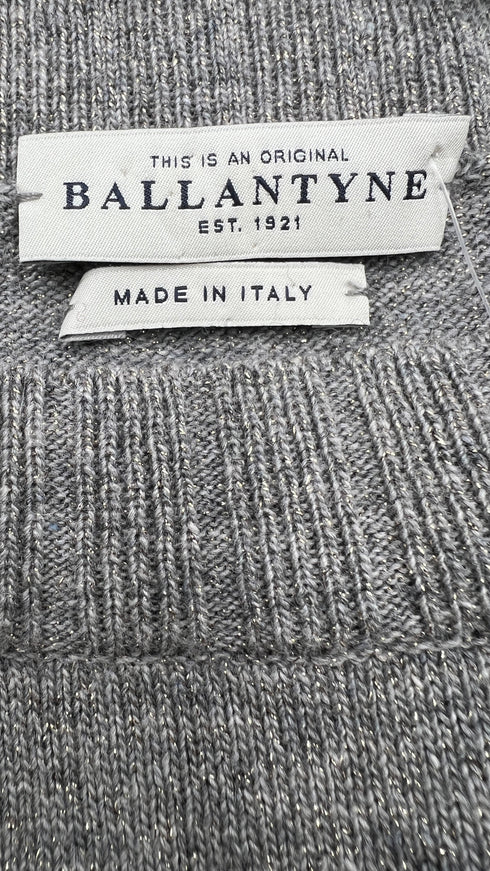 THIS IS AN ORIGINAL
BALLANTYNE
EST. 1921
MADE IN ITALY